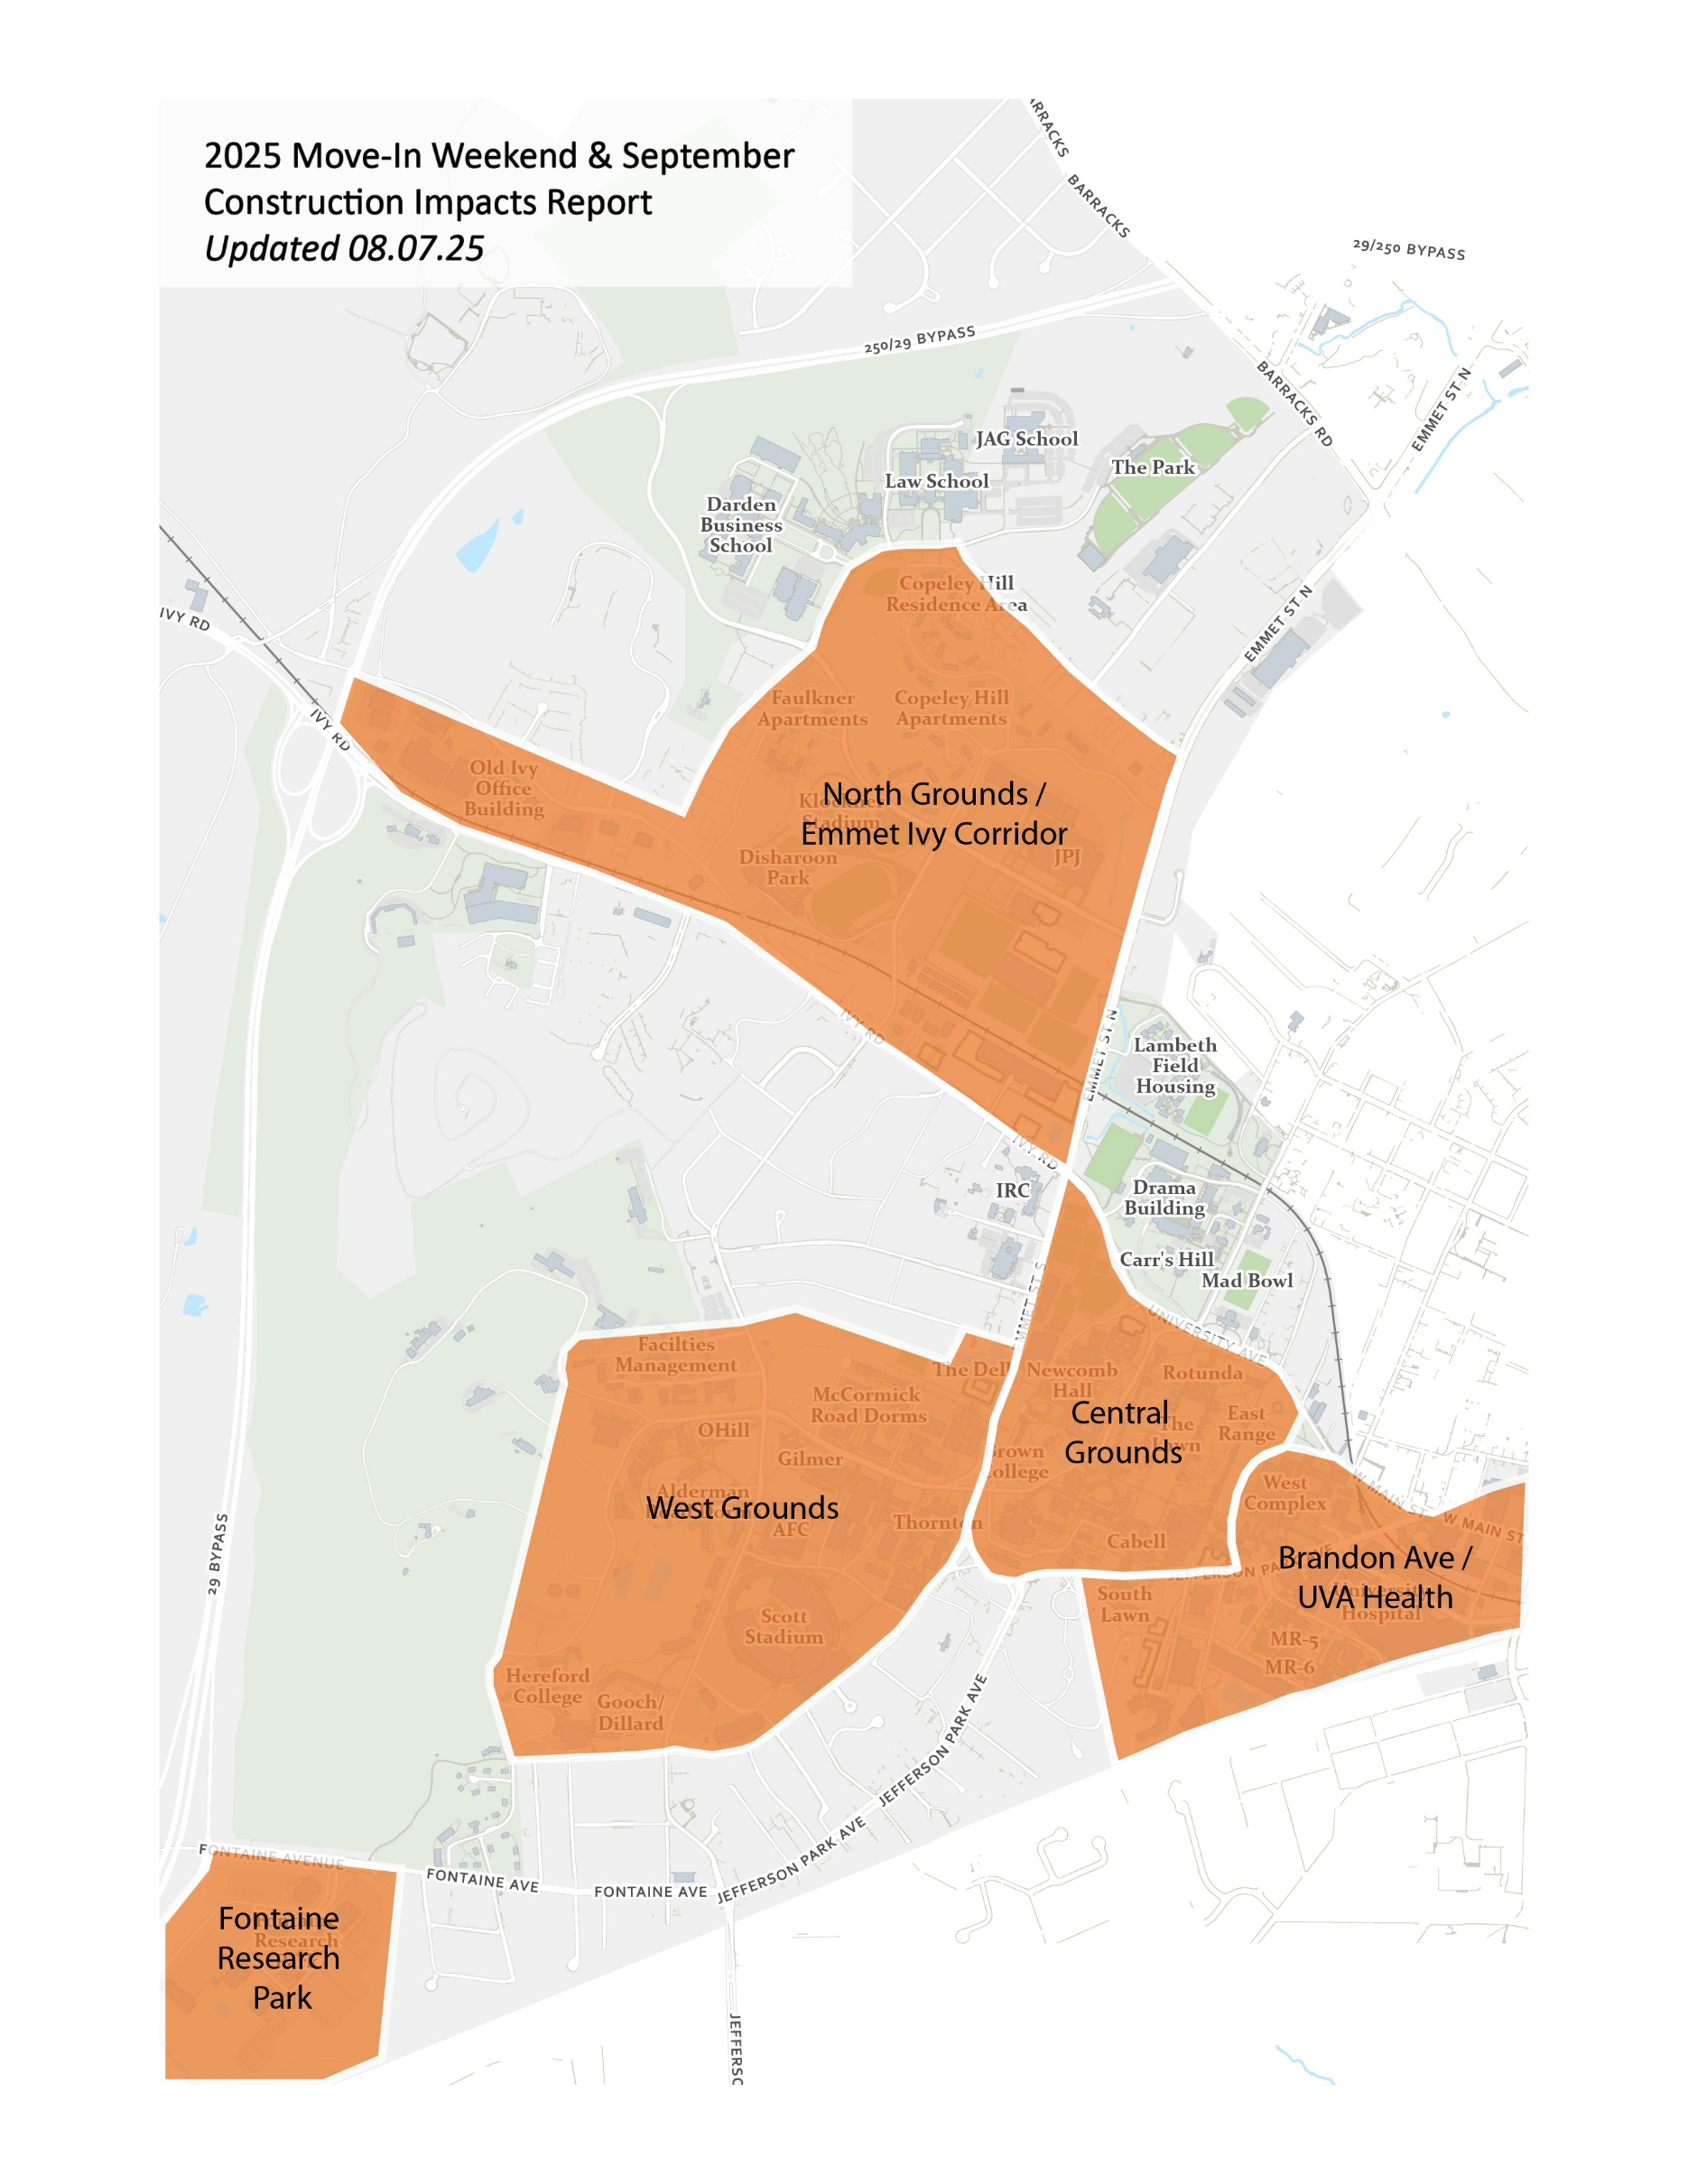 2025 Move-In Weekend & September
Construction Impacts Report
Updated 08.07.25
BARRACKS
29/250 BYPASS
250/29 BYPASS
BARRACKS RD
EMMET ST N
JAG School
The Park
Law School
Darden
Business
School
Copeley Hill
Residence Area
IVY RD
EMMET ST N
Faulkner
Apartments
Copeley Hill
Apartments
IVY RD
Old Ivy
Office
Building
North Grounds /
Emmet Ivy Corridor
Disharoon
Park
JPJ
IVY RD
EMMET ST N
Lambeth
Field
Housing
IVY RD
IRC
Drama
Building
Carr's Hill
Mad Bowl
UNIVERSITY AVE
Facilties
Management
The Dell
Newcomb
Hall
Rotunda
McCormick
Road Dorms
Central
Grounds
East
Range
OHill
Gilmer
West
Complex
Alderman
West Grounds
AFC
Thornton
W MAIN ST
W MAIN ST
Cabell
Brandon Ave /
UVA Health
South
Lawn
Hospital
29 BYPASS
Scott
Stadium
MR-5
MR-6
Hereford
College
Gooch/
Dillard
JEFFERSON PARK AVE
JEFFERSON PARK AVE
FONTAINE AVENUE
FONTAINE AVE
FONTAINE AVE
Fontaine
Research
Park
JEFFERSO